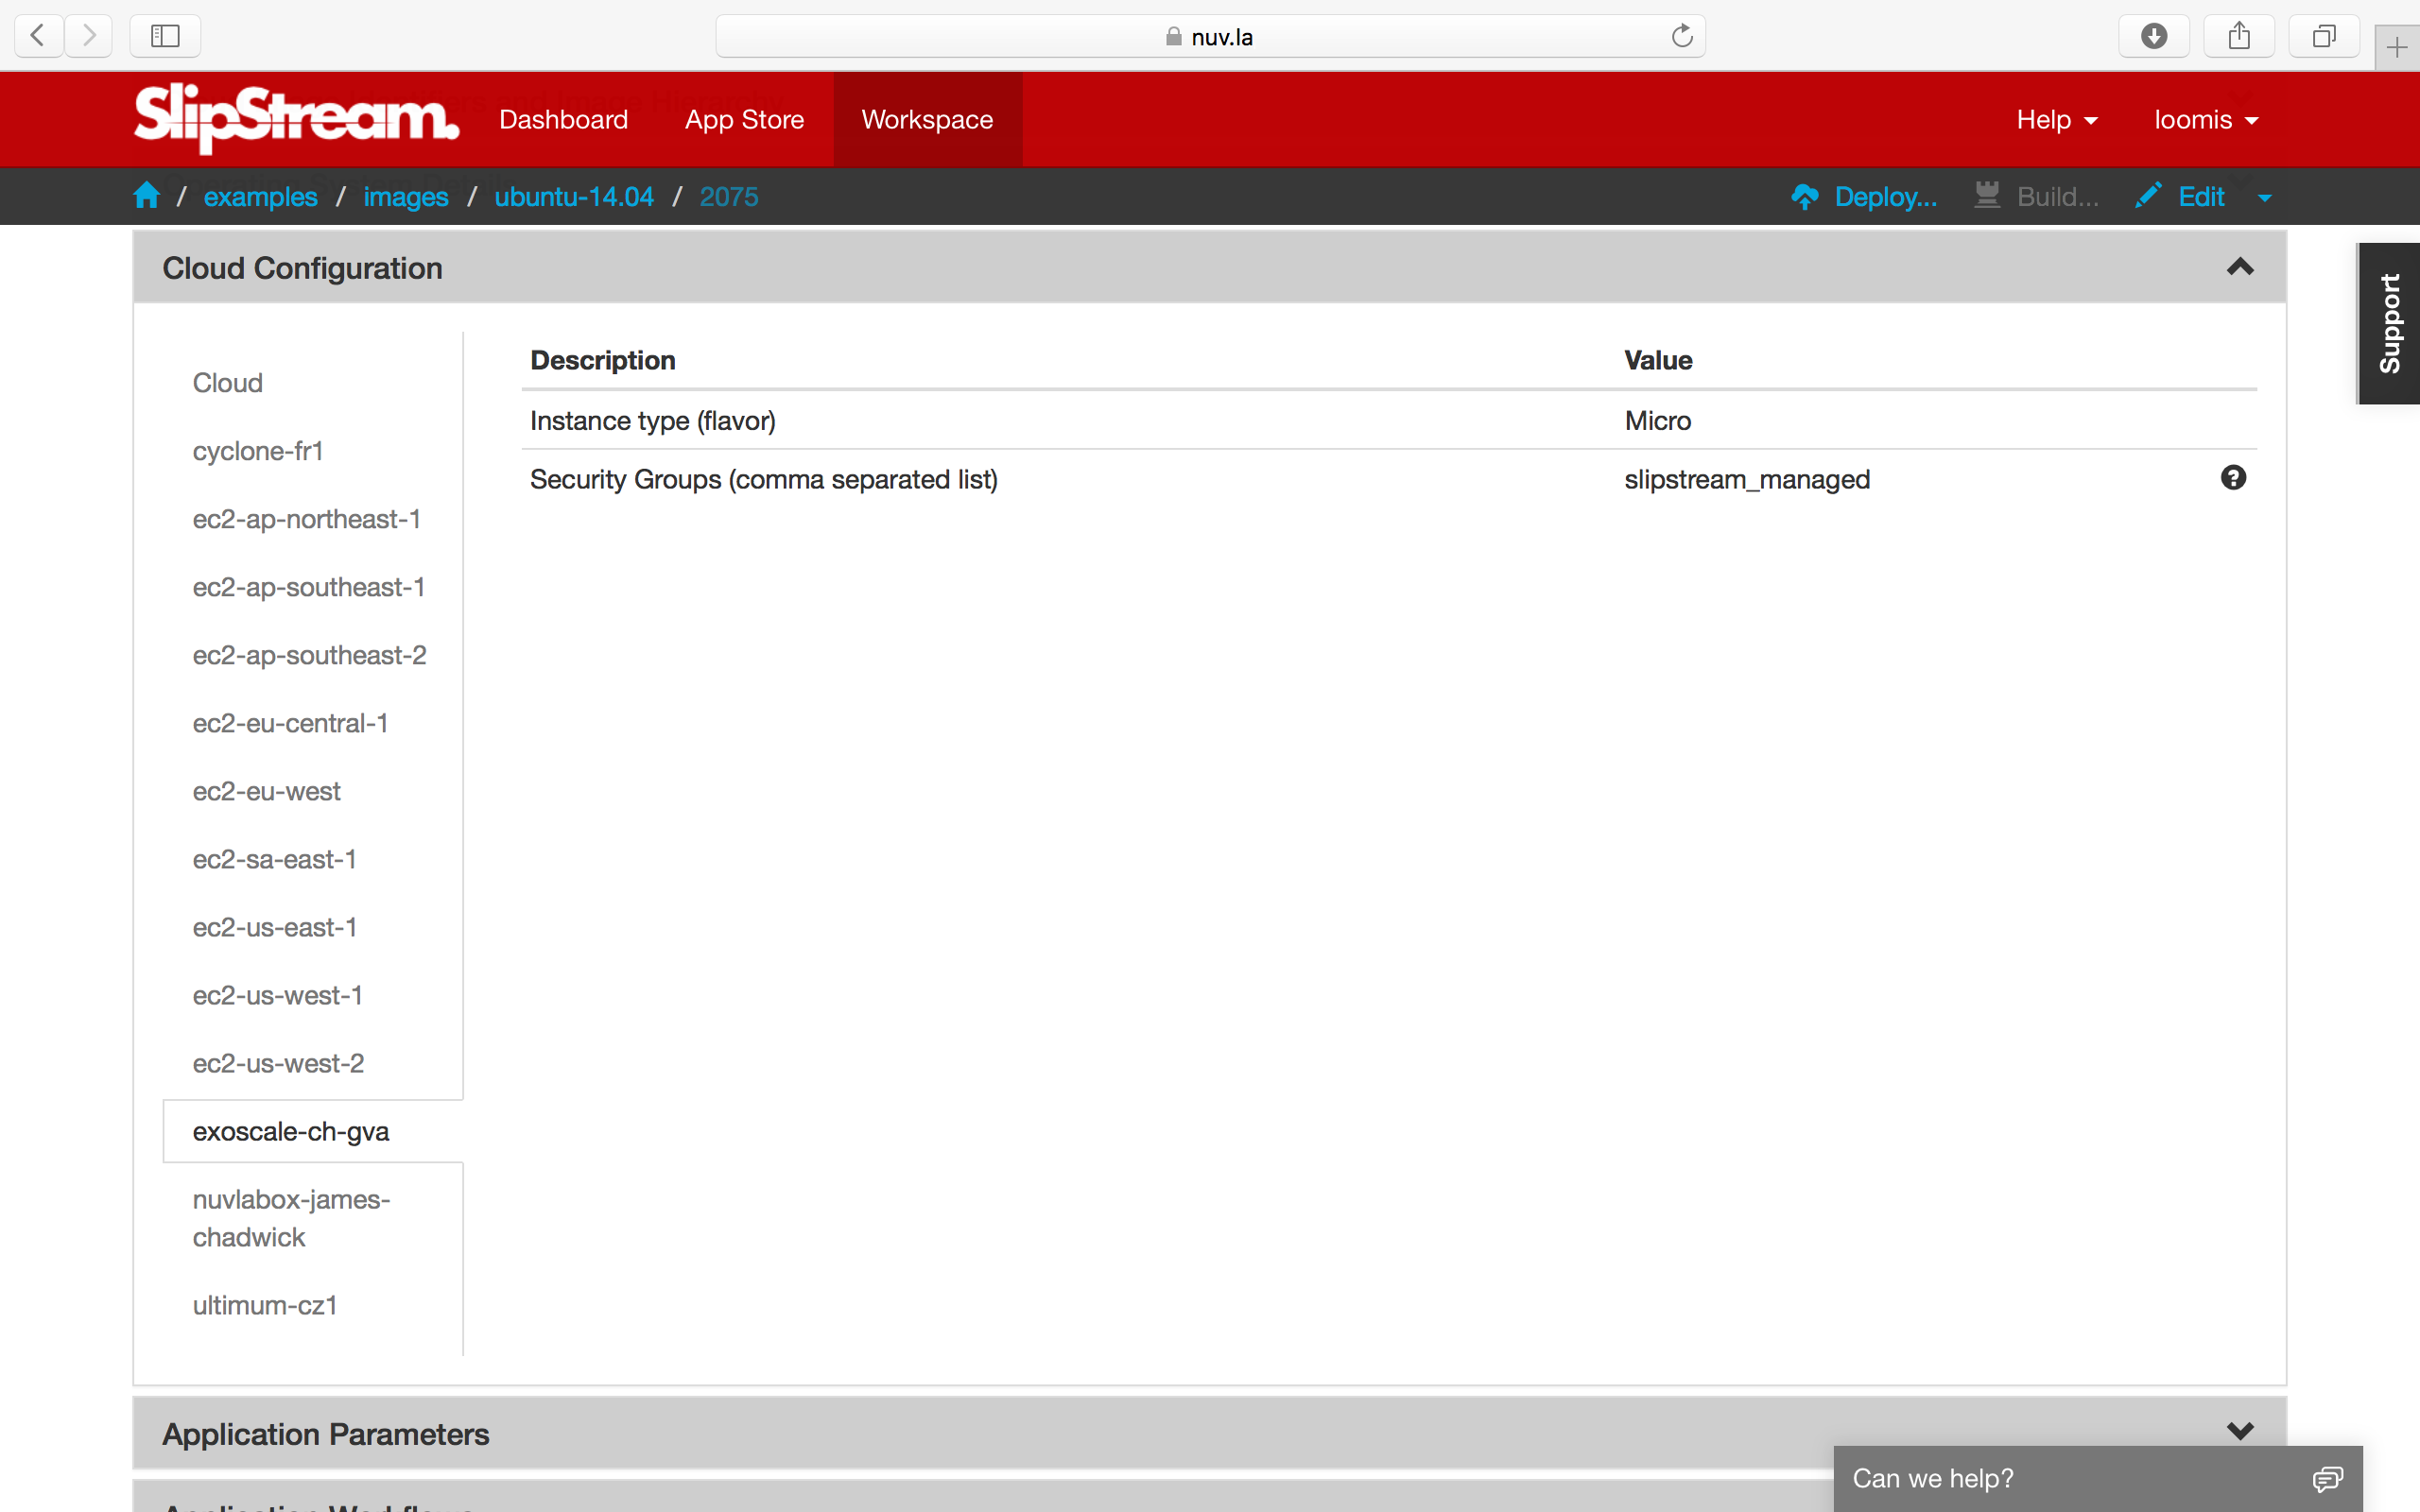 nuv.la
SlipStream.
Dashboard
App Store
Workspace
Help
loomis
/ examples / images / ubuntu-14.04 / 2075
Deploy...
Build...
Edit
Support
Cloud Configuration
Description Value
Instance type (flavor) Micro
Security Groups (comma separated list) slipstream_managed
Cloud
cyclone-fr1
ec2-ap-northeast-1
ec2-ap-southeast-1
ec2-ap-southeast-2
ec2-eu-central-1
ec2-eu-west
ec2-sa-east-1
ec2-us-east-1
ec2-us-west-1
ec2-us-west-2
exoscale-ch-gva
nuvlabox-james-
chadwick
ultimum-cz1
Application Parameters
Can we help?